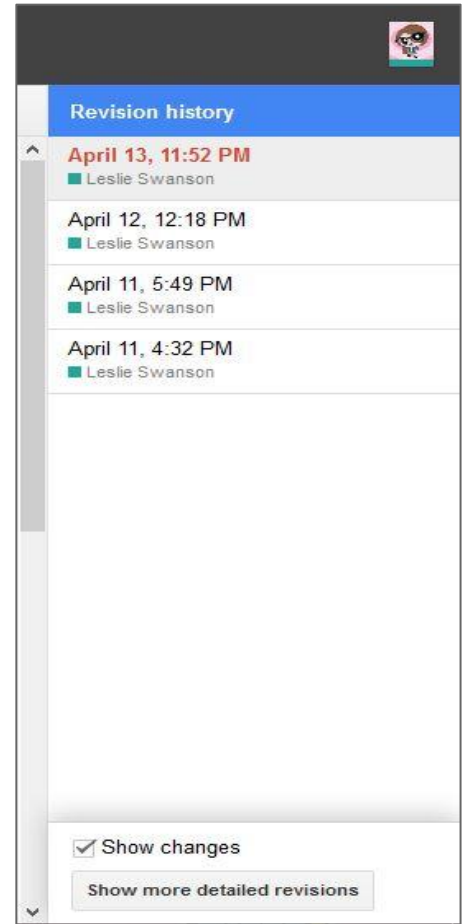 Revision history
April 13, 11:52 PM
Leslie Swanson
April 12, 12:18 PM
Leslie Swanson
April 11, 5:49 PM
Leslie Swanson
April 11, 4:32 PM
Leslie Swanson
Show changes
Show more detailed revisions